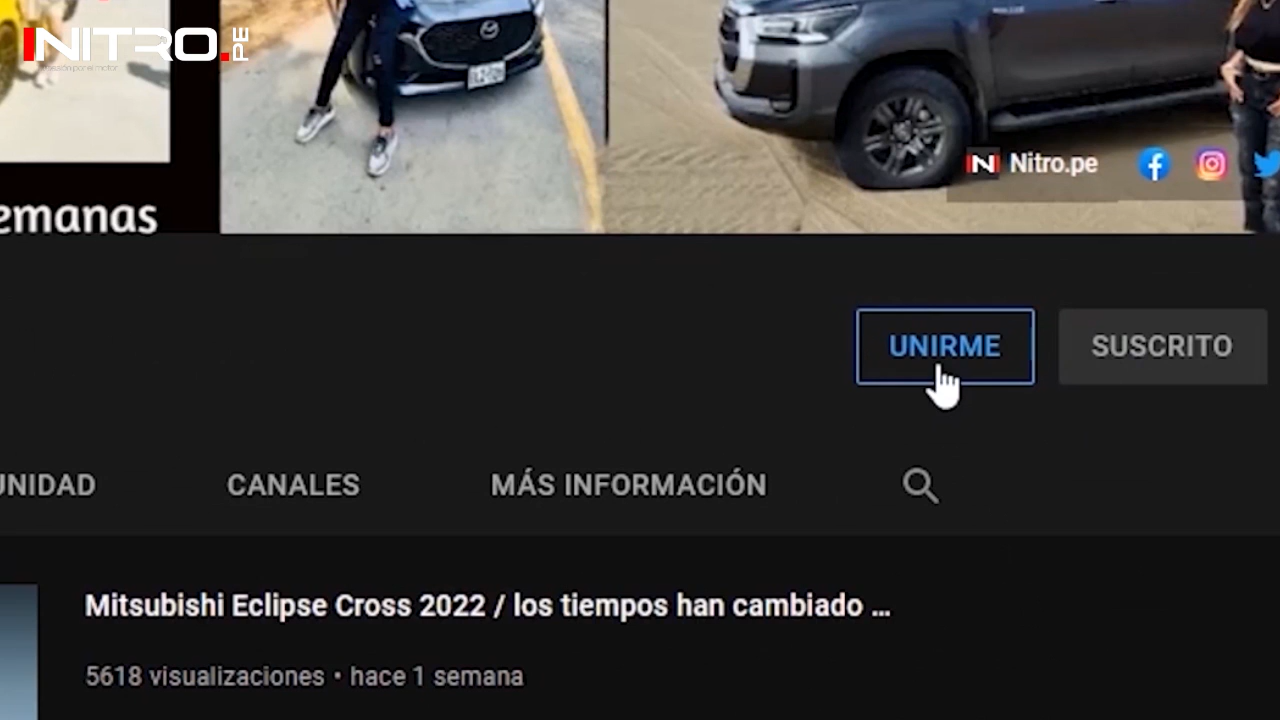 NITRO.PE
Nitro.pe
emanas
UNIRME
SUSCRITO
UNIDAD
CANALES
MÁS INFORMACIÓN
Mitsubishi Eclipse Cross 2022 / los tiempos han cambiado ...
5618 visualizaciones • hace 1 semana